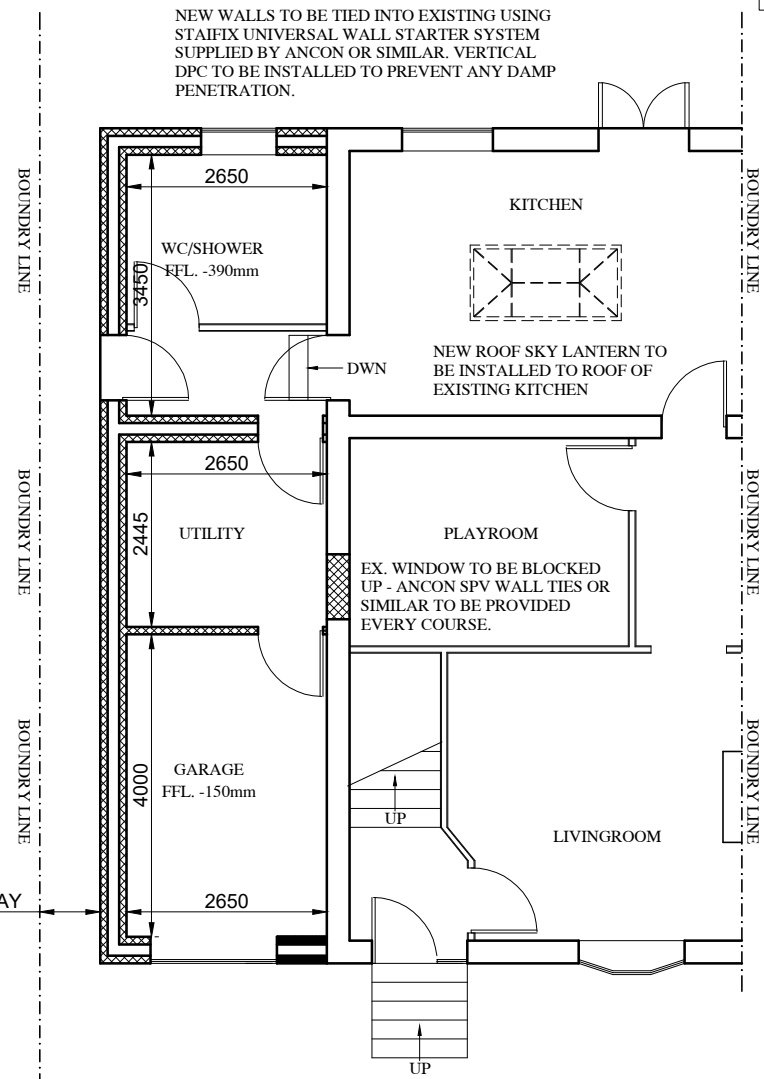 NEW WALLS TO BE TIED INTO EXISTING USING
STAIFIX UNIVERSAL WALL STARTER SYSTEM
SUPPLIED BY ANCON OR SIMILAR. VERTICAL
DPC TO BE INSTALLED TO PREVENT ANY DAMP
PENETRATION.
BOUNDRY LINE
BOUNDRY LINE
2650
KITCHEN
WC/SHOWER
FFL. -390mm
3450
DWN
NEW ROOF SKY LANTERN TO
BE INSTALLED TO ROOF OF
EXISTING KITCHEN
BOUNDRY LINE
BOUNDRY LINE
2650
2445
UTILITY
PLAYROOM
EX. WINDOW TO BE BLOCKED
UP - ANCON SPV WALL TIES OR
SIMILAR TO BE PROVIDED
EVERY COURSE.
BOUNDRY LINE
BOUNDRY LINE
4000
GARAGE
FFL. -150mm
UP
LIVINGROOM
AY
2650
UP